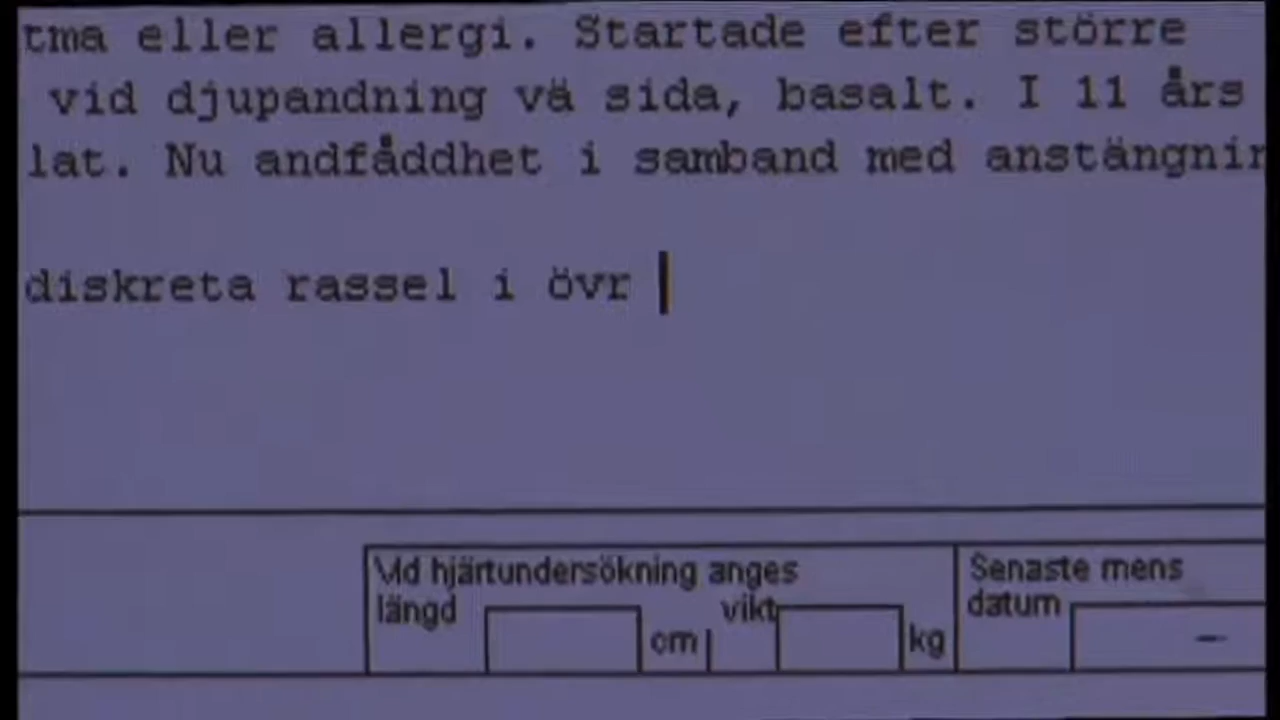 tma eller allergi. Startade efter större
vid djupandning vä sida, basalt. I 11 års
lat. Nu andfåddhet i samband med anstängnin
diskreta rassel i övr
Vid hjärtundersökning anges
längd cm vikt kg
Senaste mens
datum –